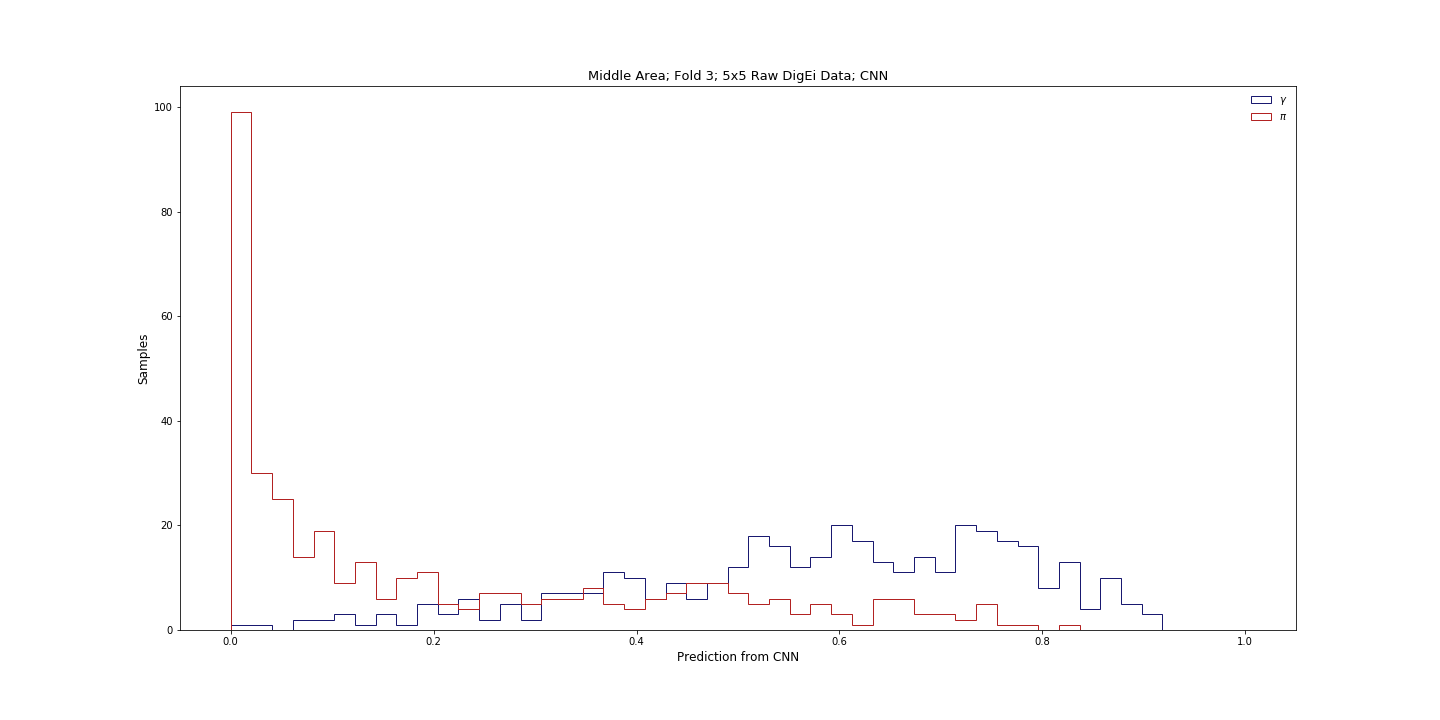 Middle Area; Fold 3; 5x5 Raw DigEi Data; CNN
γ
π
100
80
60
40
20
0
Samples
0.0 0.2 0.4 0.6 0.8 1.0
Prediction from CNN